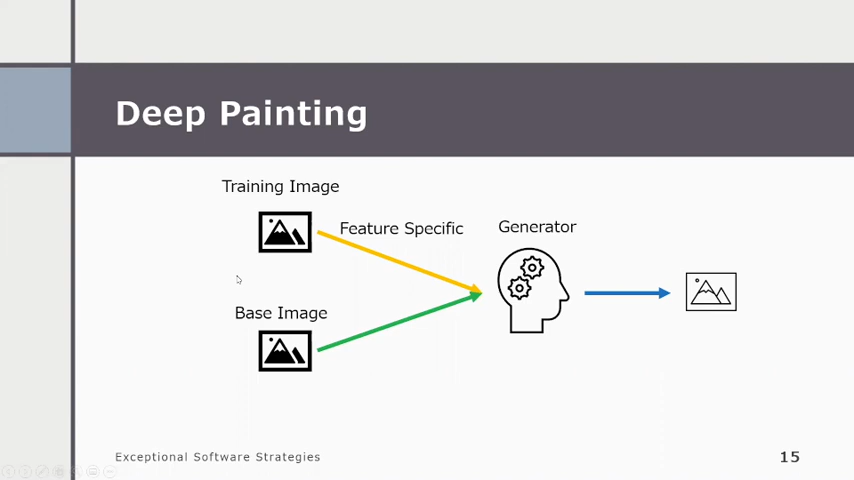 Deep Painting
Training Image
Feature Specific
Generator
Base Image
Exceptional Software Strategies
15